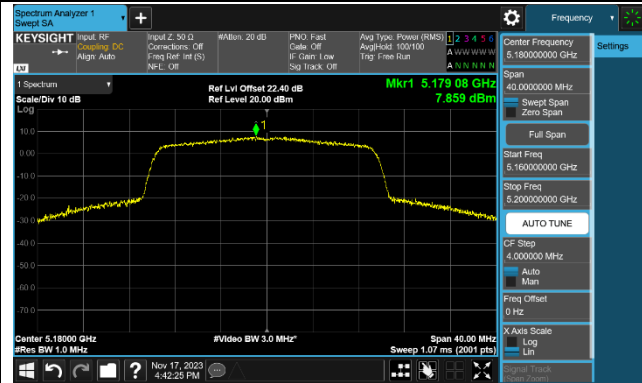 Spectrum Analyzer 1
Swept SA
Frequency
KEYSIGHT
Input: RF
Coupling: DC
Align: Auto
Input Z: 50 Ω
Corrections: Off
Freq Ref: Int (S)
NFE: Off
#Atten: 20 dB
PNO: Fast
Gate: Off
IF Gain: Low
Sig Track: Off
Avg Type: Power (RMS)
Avg|Hold: 100/100
Trig: Free Run
1 2 3 4 5 6
A W W W W W
A N N N N N
LXI
1 Spectrum
Scale/Div 10 dB
Log
Ref Lvl Offset 22.40 dB
Ref Level 20.00 dBm
Mkr1 5.179 08 GHz
7.859 dBm
1
10.0
0
-10.0
-20.0
-30.0
-40.0
-50.0
-60.0
-70.0
Center 5.18000 GHz
#Res BW 1.0 MHz
#Video BW 3.0 MHz*
Span 40.00 MHz
Sweep 1.07 ms (2001 pts)
Nov 17, 2023
4:42:25 PM
Center Frequency
5.180000000 GHz
Settings
Span
40.0000000 MHz
Swept Span
Zero Span
Full Span
Start Freq
5.160000000 GHz
Stop Freq
5.200000000 GHz
AUTO TUNE
CF Step
4.000000 MHz
Auto
Man
Freq Offset
0 Hz
X Axis Scale
Log
Lin
Signal Track
(Span Zoom)